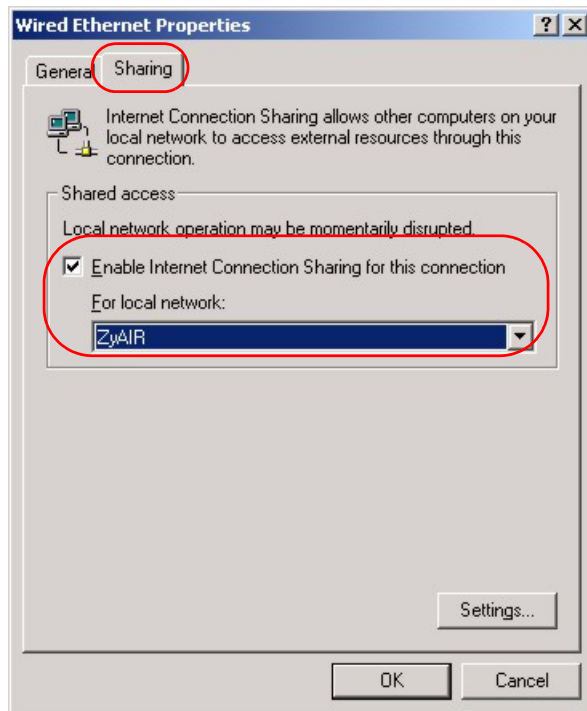 Wired Ethernet Properties
General
Sharing
Internet Connection Sharing allows other computers on your
local network to access external resources through this
connection.
Shared access
Local network operation may be momentarily disrupted.
Enable Internet Connection Sharing for this connection
For local network:
ZyAIR
Settings...
OK
Cancel